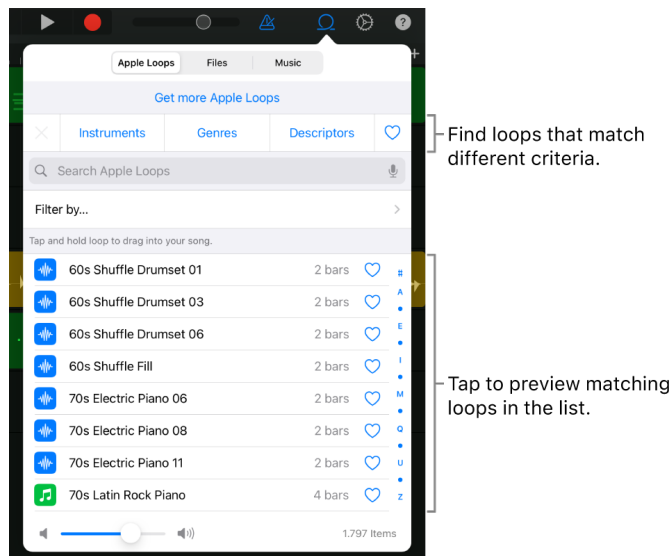 ?
+
Apple Loops Files Music
Get more Apple Loops
Instruments Genres Descriptors
Find loops that match
different criteria.
Search Apple Loops
Filter by...
Tap and hold loop to drag into your song.
60s Shuffle Drumset 01 2 bars
#
60s Shuffle Drumset 03 2 bars
A
60s Shuffle Drumset 06 2 bars
E
60s Shuffle Fill 2 bars
I
70s Electric Piano 06 2 bars
M
Tap to preview matching
loops in the list.
70s Electric Piano 08 2 bars
Q
70s Electric Piano 11 2 bars
U
70s Latin Rock Piano 4 bars
Z
1.797 Items